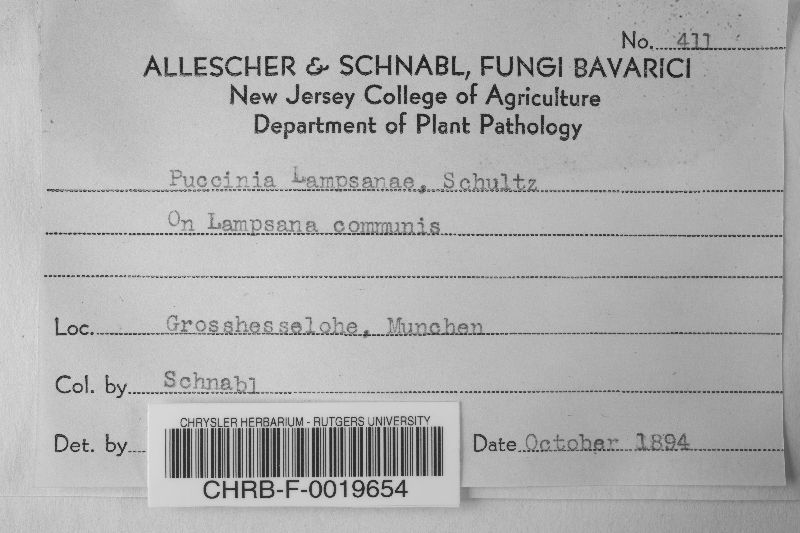 No. 411
ALLESCHER & SCHNABL, FUNGI BAVARICI
New Jersey College of Agriculture
Department of Plant Pathology
Puccinia Lampsanae, Schultz
On Lampsana communis
Loc. Grosshesselohe, Munchen
Col. by Schnabl
Det. by
Date October 1894
CHRYSLER HERBARIUM - RUTGERS UNIVERSITY
CHRB-F-0019654